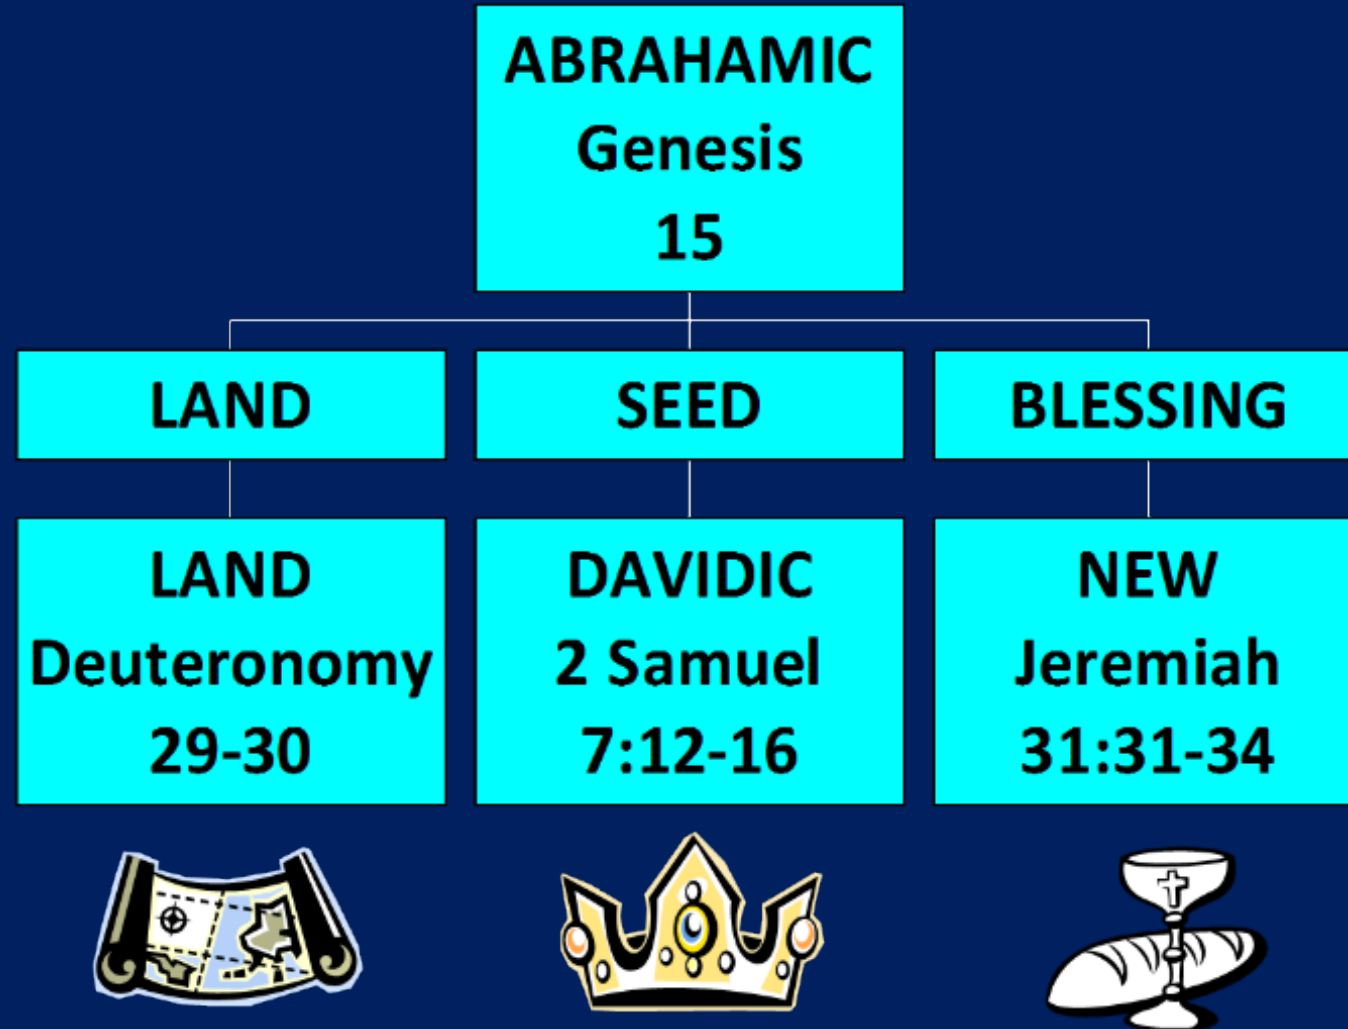 ABRAHAMIC
Genesis
15
LAND
SEED
BLESSING
LAND
Deuteronomy
29-30
DAVIDIC
2 Samuel
7:12-16
NEW
Jeremiah
31:31-34